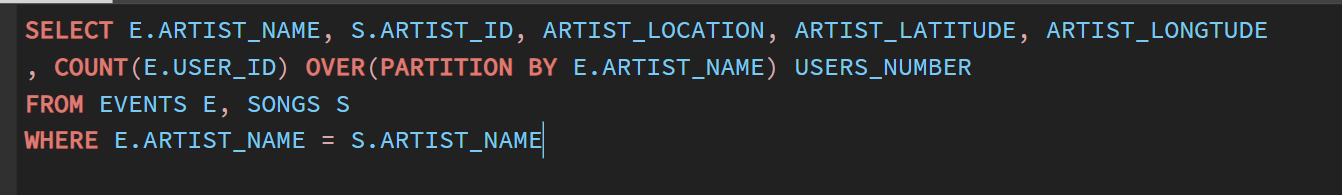 SELECT E.ARTIST_NAME, S.ARTIST_ID, ARTIST_LOCATION, ARTIST_LATITUDE, ARTIST_LONGTUDE
, COUNT(E.USER_ID) OVER(PARTITION BY E.ARTIST_NAME) USERS_NUMBER
FROM EVENTS E, SONGS S
WHERE E.ARTIST_NAME = S.ARTIST_NAME